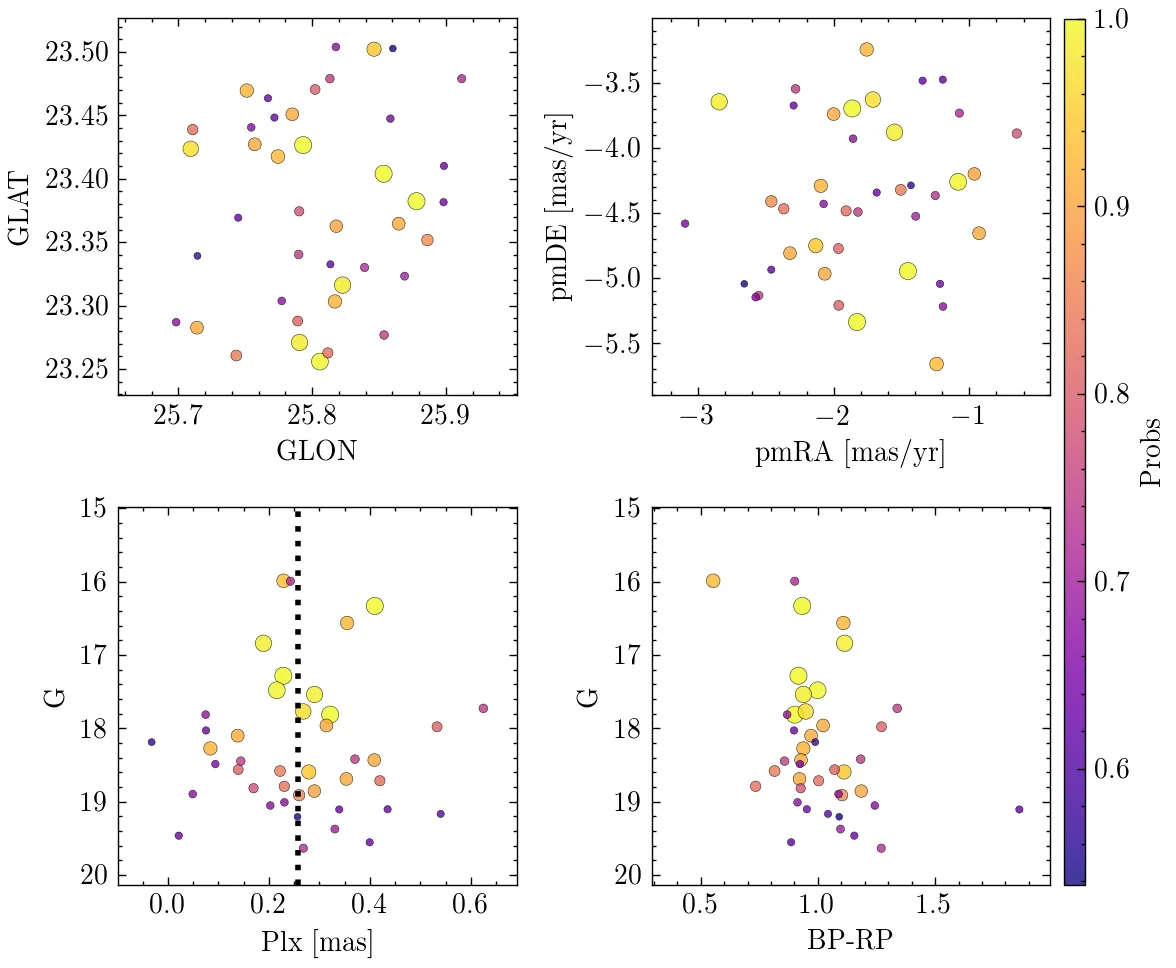 23.50
23.45
23.40
23.35
23.30
23.25
GLAT
25.7 25.8 25.9
GLON
−3.5
−4.0
−4.5
−5.0
−5.5
pmDE [mas/yr]
−3 −2 −1
pmRA [mas/yr]
15
16
17
18
19
20
G
0.0 0.2 0.4 0.6
Plx [mas]
15
16
17
18
19
20
G
0.5 1.0 1.5
BP-RP
1.0
0.9
0.8
0.7
0.6
Probs